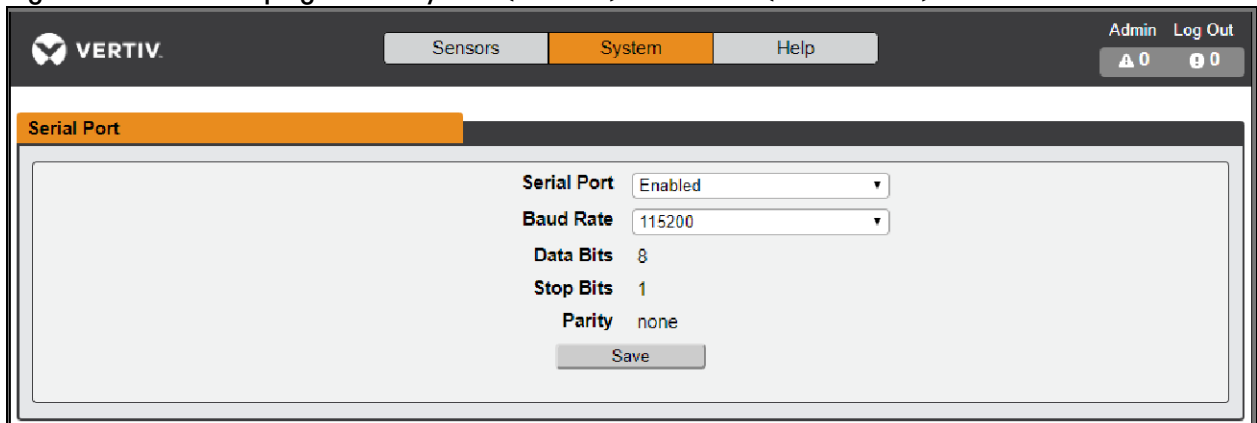 VERTIV.
Sensors System Help
Admin Log Out
0 0
Serial Port
Serial Port Enabled
Baud Rate 115200
Data Bits 8
Stop Bits 1
Parity none
Save